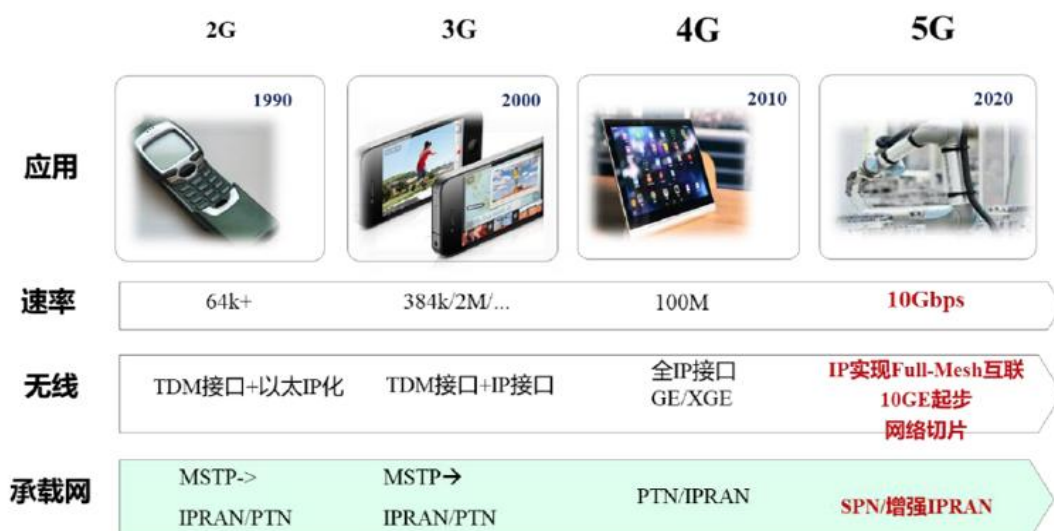 2G 3G 4G 5G
1990 2000 2010 2020
应用
速率 64k+ 384k/2M/... 100M 10Gbps
无线 TDM接口+以太IP化 TDM接口+IP接口 全IP接口 IP实现Full-Mesh互联
GE/XGE 10GE起步
网络切片
承载网 MSTP-> MSTP→ PTN/IPRAN SPN/增强IPRAN
IPRAN/PTN IPRAN/PTN